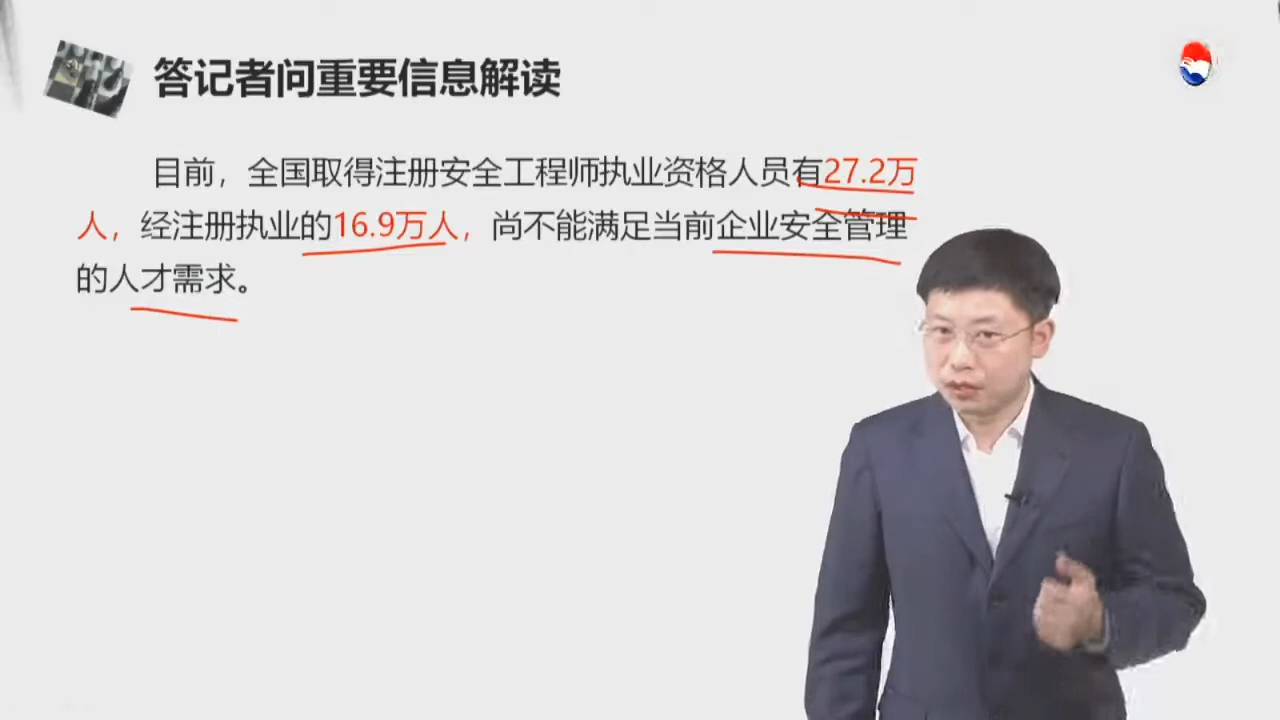 答记者问重要信息解读
目前，全国取得注册安全工程师执业资格人员有27.2万
人，经注册执业的16.9万人，尚不能满足当前企业安全管理
的人才需求。